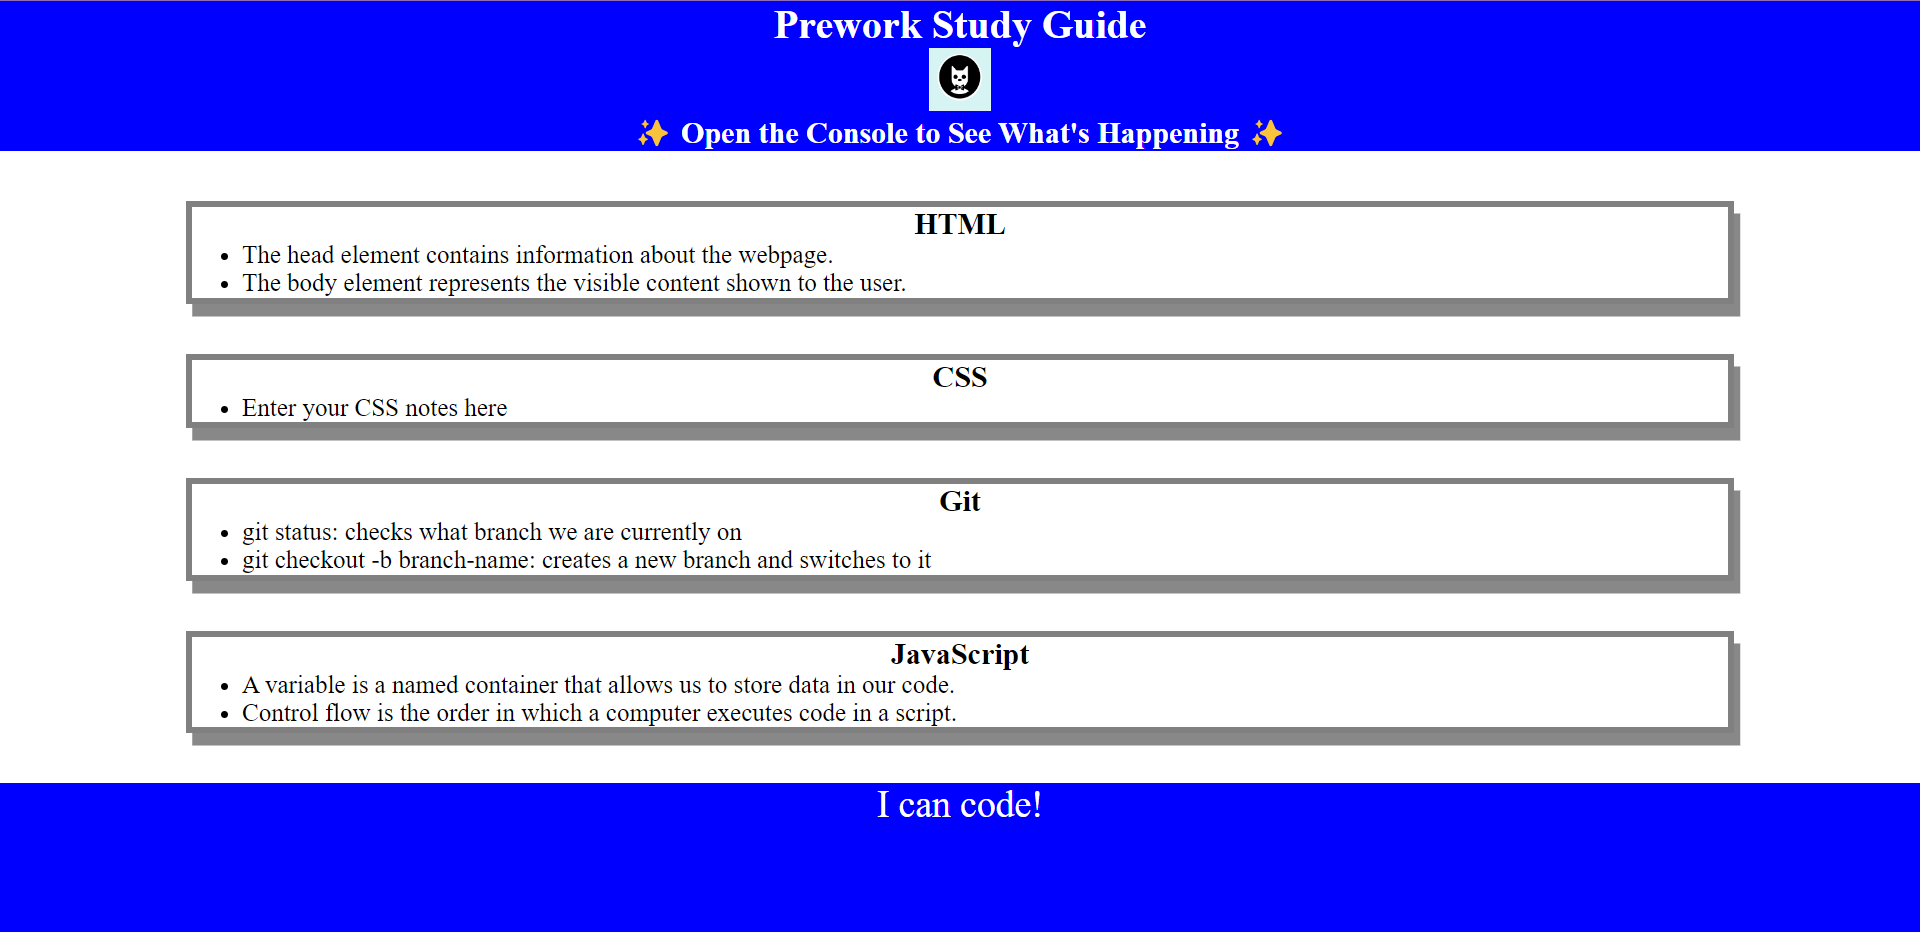 Prework Study Guide
✨ Open the Console to See What's Happening ✨
HTML
• The head element contains information about the webpage.
• The body element represents the visible content shown to the user.
CSS
• Enter your CSS notes here
Git
• git status: checks what branch we are currently on
• git checkout -b branch-name: creates a new branch and switches to it
JavaScript
• A variable is a named container that allows us to store data in our code.
• Control flow is the order in which a computer executes code in a script.
I can code!